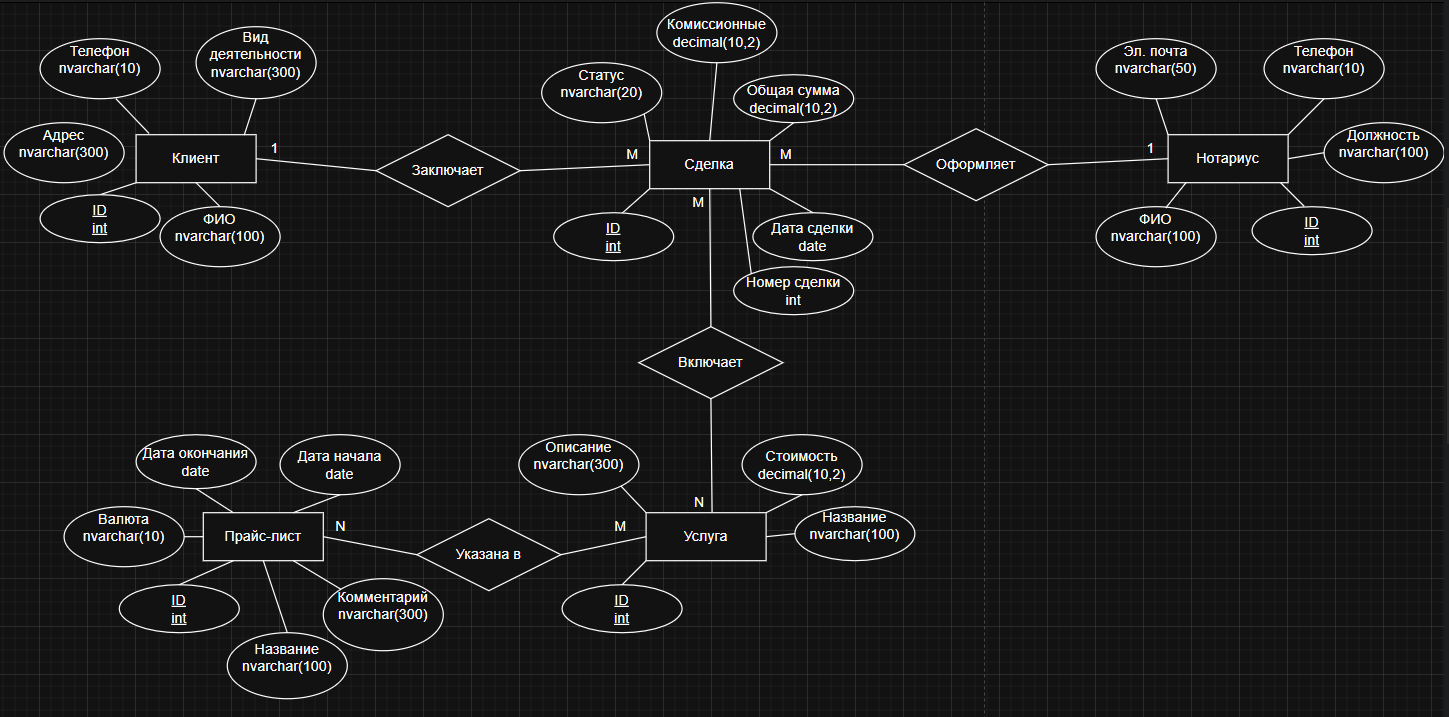 Комиссионные
decimal(10,2)
Телефон
nvarchar(10)
Вид
деятельности
nvarchar(300)
Статус
nvarchar(20)
Общая сумма
decimal(10,2)
Эл. почта
nvarchar(50)
Телефон
nvarchar(10)
Адрес
nvarchar(300)
Клиент
1
Заключает
M
Сделка
M
Оформляет
1
Нотариус
Должность
nvarchar(100)
ID
int
ФИО
nvarchar(100)
M
ID
int
Дата сделки
date
Номер сделки
int
ФИО
nvarchar(100)
ID
int
Включает
Дата окончания
date
Дата начала
date
Описание
nvarchar(300)
Стоимость
decimal(10,2)
N
Валюта
nvarchar(10)
Прайс-лист
N
Указана в
M
Услуга
Название
nvarchar(100)
ID
int
Комментарий
nvarchar(300)
Название
nvarchar(100)
ID
int